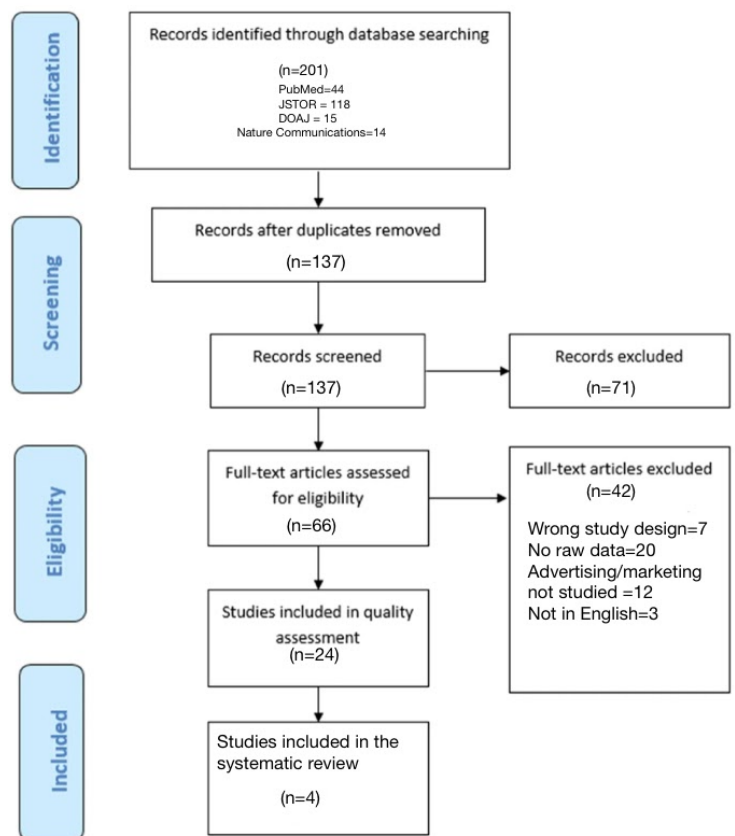 Identification
Records identified through database searching
(n=201)
PubMed=44
JSTOR = 118
DOAJ = 15
Nature Communications=14
Screening
Records after duplicates removed
(n=137)
Records screened
(n=137)
Records excluded
(n=71)
Eligibility
Full-text articles assessed
for eligibility
(n=66)
Full-text articles excluded
(n=42)
Wrong study design=7
No raw data=20
Advertising/marketing
not studied =12
Not in English=3
Studies included in quality
assessment
(n=24)
Included
Studies included in the
systematic review
(n=4)